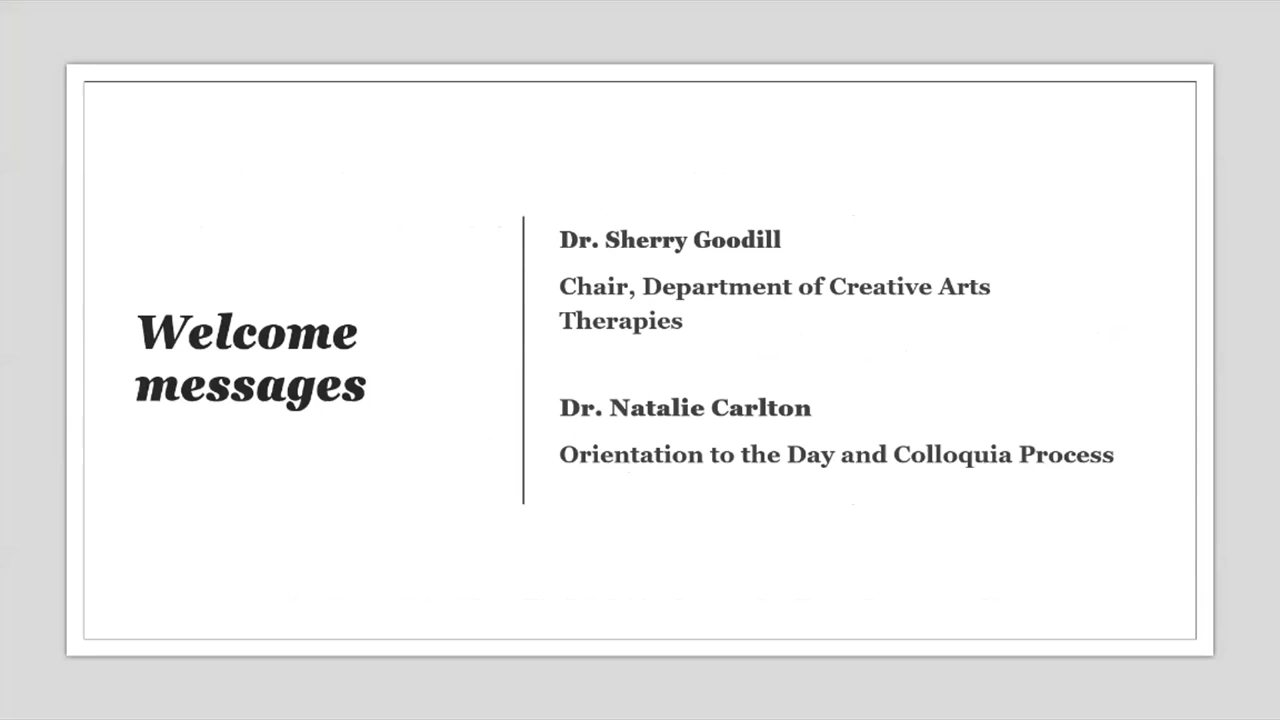 Welcome
messages
Dr. Sherry Goodill
Chair, Department of Creative Arts
Therapies
Dr. Natalie Carlton
Orientation to the Day and Colloquia Process